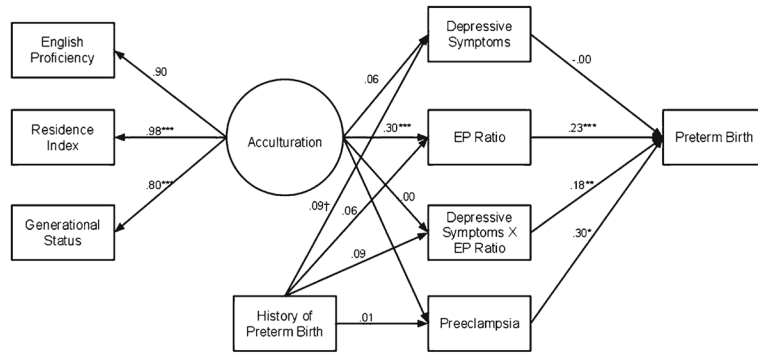 Depressive
Symptoms
English
Proficiency
.90
.06
-.00
Residence
Index
.98***
Acculturation
.30***
EP Ratio
.23***
Preterm Birth
.80***
.09†
.06
.00
.18**
Generational
Status
Depressive
Symptoms X
EP Ratio
.09
.30*
History of
Preterm Birth
.01
Preeclampsia